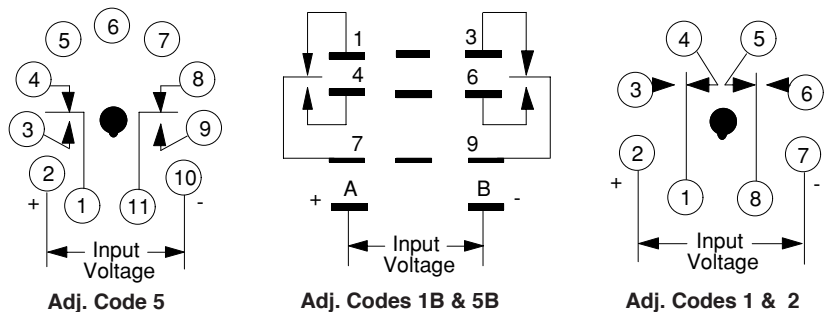 6
5 7
4 8
3 9
2 10
1 11
+ -
Input
Voltage
Adj. Code 5
1 3
4 6
7 9
A B
+ -
Input
Voltage
Adj. Codes 1B & 5B
4 5
3 6
2 7
1 8
+ -
Input
Voltage
Adj. Codes 1 & 2